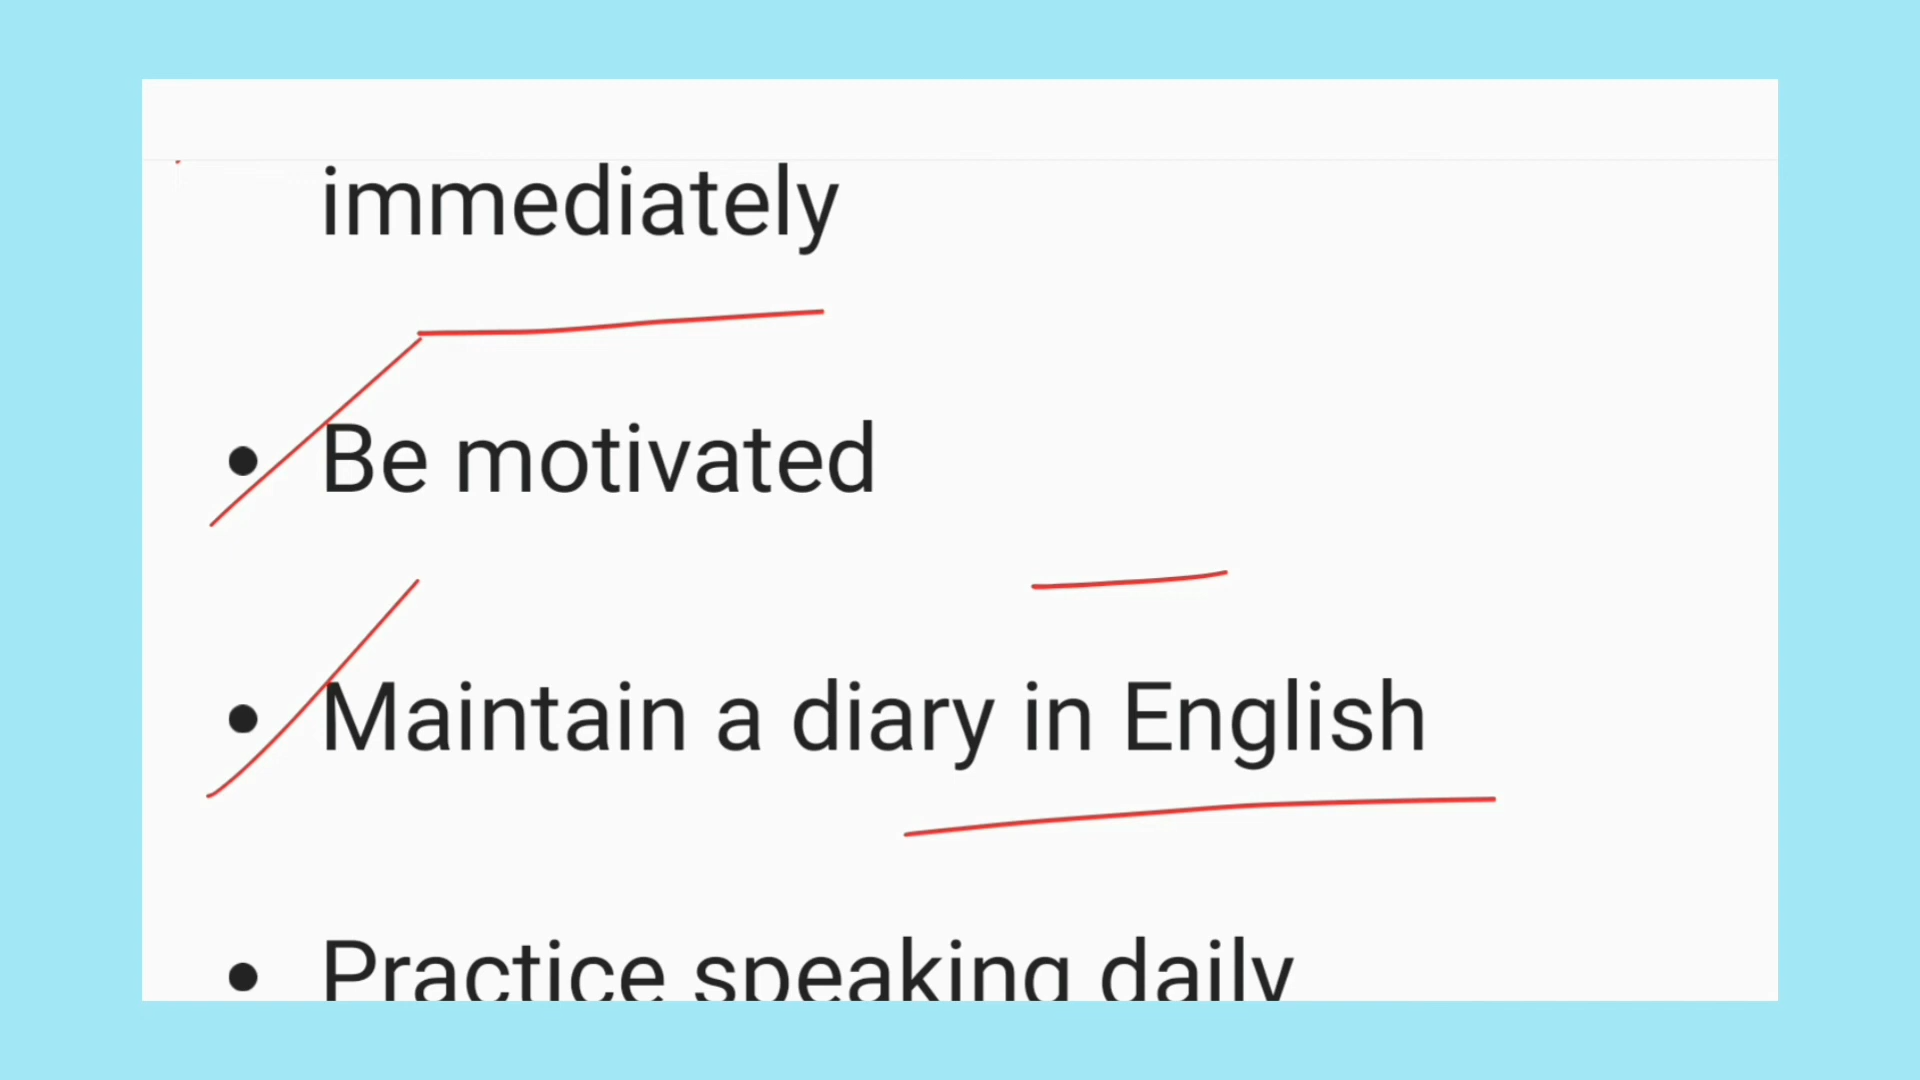 immediately
Be motivated
Maintain a diary in English
Practice speaking daily